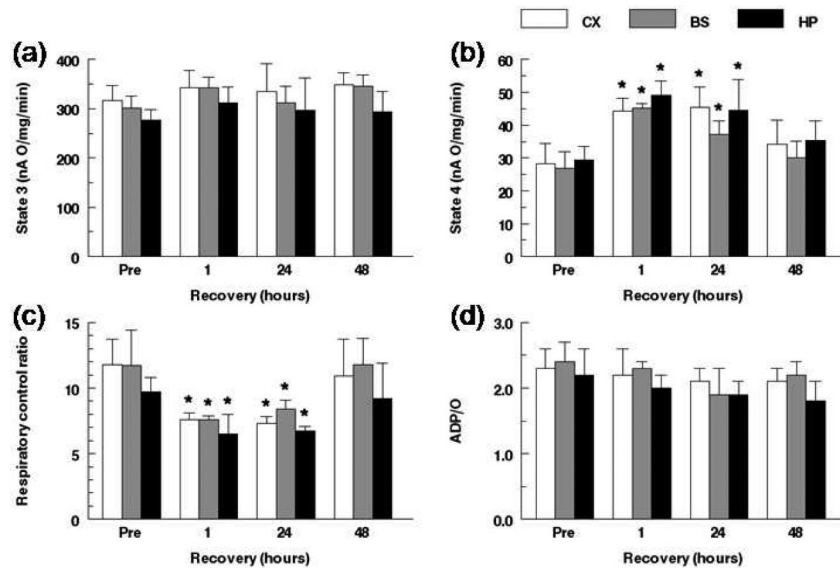 CX BS HP
(a)
State 3 (nA O/mg/min)
400
300
300
100
0
Pre 1 24 48
Recovery (hours)
(b)
State 4 (nA O/mg/min)
60
50
40
30
20
10
0
* * *
* * *
Pre 1 24 48
Recovery (hours)
(c)
Respiratory control ratio
15
10
5
0
* * *
* * *
Pre 1 24 48
Recovery (hours)
(d)
ADP/O
3.0
2.0
1.0
0.0
Pre 1 24 48
Recovery (hours)